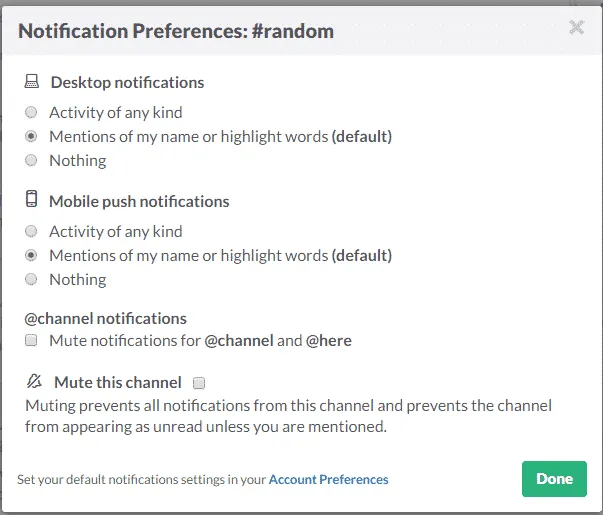 Notification Preferences: #random
Desktop notifications
Activity of any kind
Mentions of my name or highlight words (default)
Nothing
Mobile push notifications
Activity of any kind
Mentions of my name or highlight words (default)
Nothing
@channel notifications
Mute notifications for @channel and @here
Mute this channel
Muting prevents all notifications from this channel and prevents the channel
from appearing as unread unless you are mentioned.
Set your default notifications settings in your Account Preferences
Done